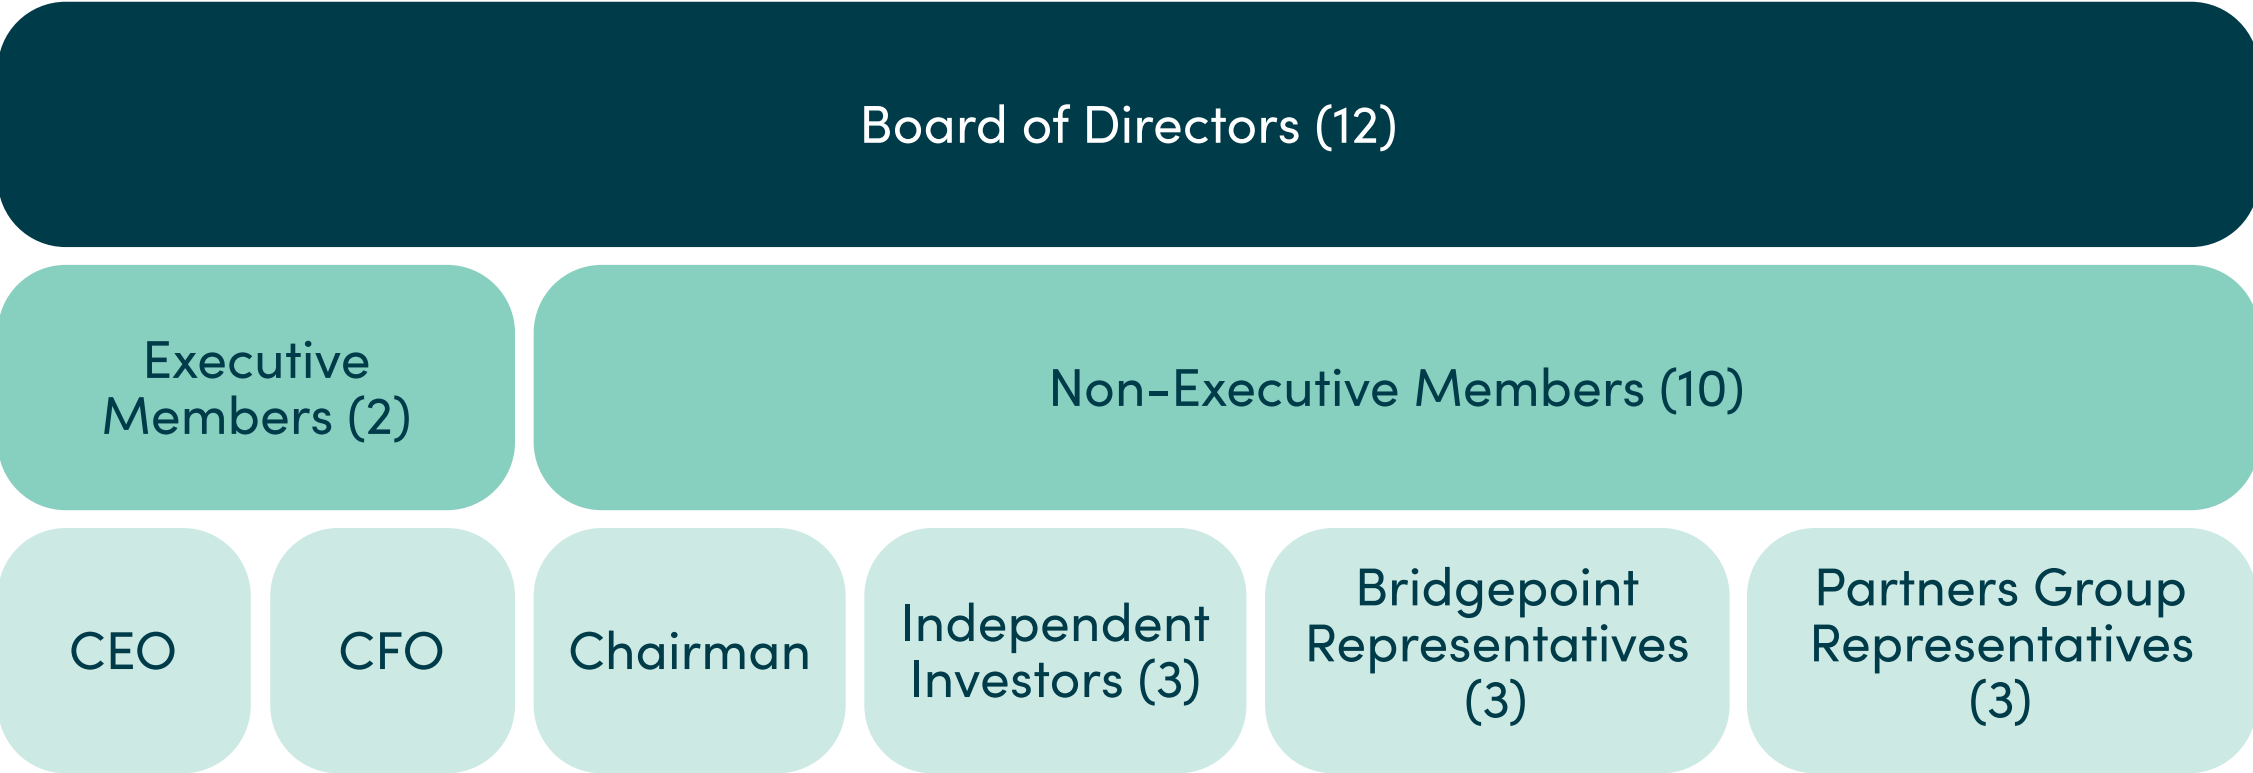 Board of Directors (12)
Executive
Members (2)
Non-Executive Members (10)
CEO
CFO
Chairman
Independent
Investors (3)
Bridgepoint
Representatives
(3)
Partners Group
Representatives
(3)